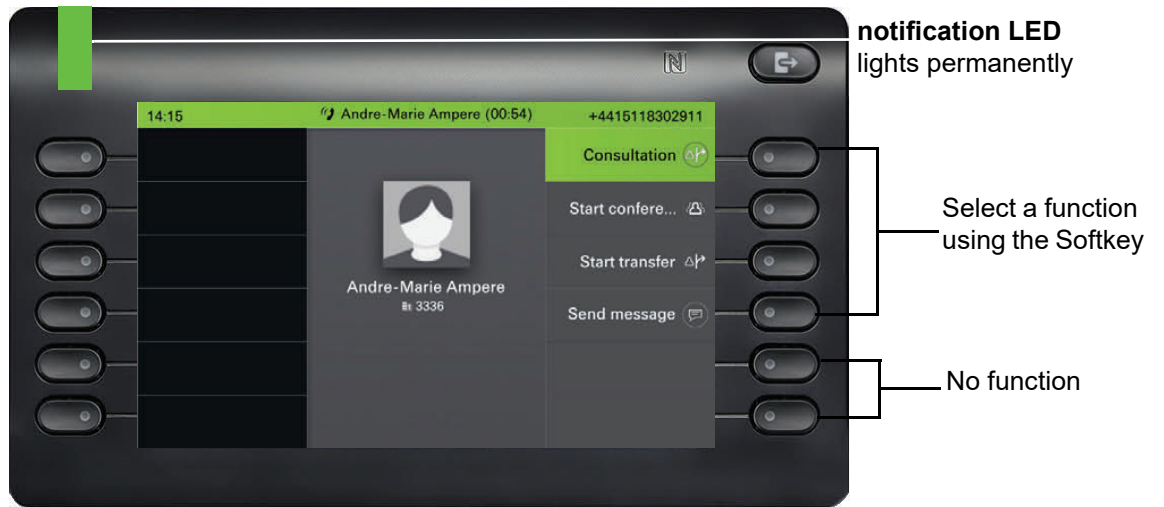 notification LED
lights permanently
14:15
Andre-Marie Ampere (00:54)
+4415118302911
Consultation
Start confere...
Start transfer
Send message
Andre-Marie Ampere
3336
Select a function
using the Softkey
No function